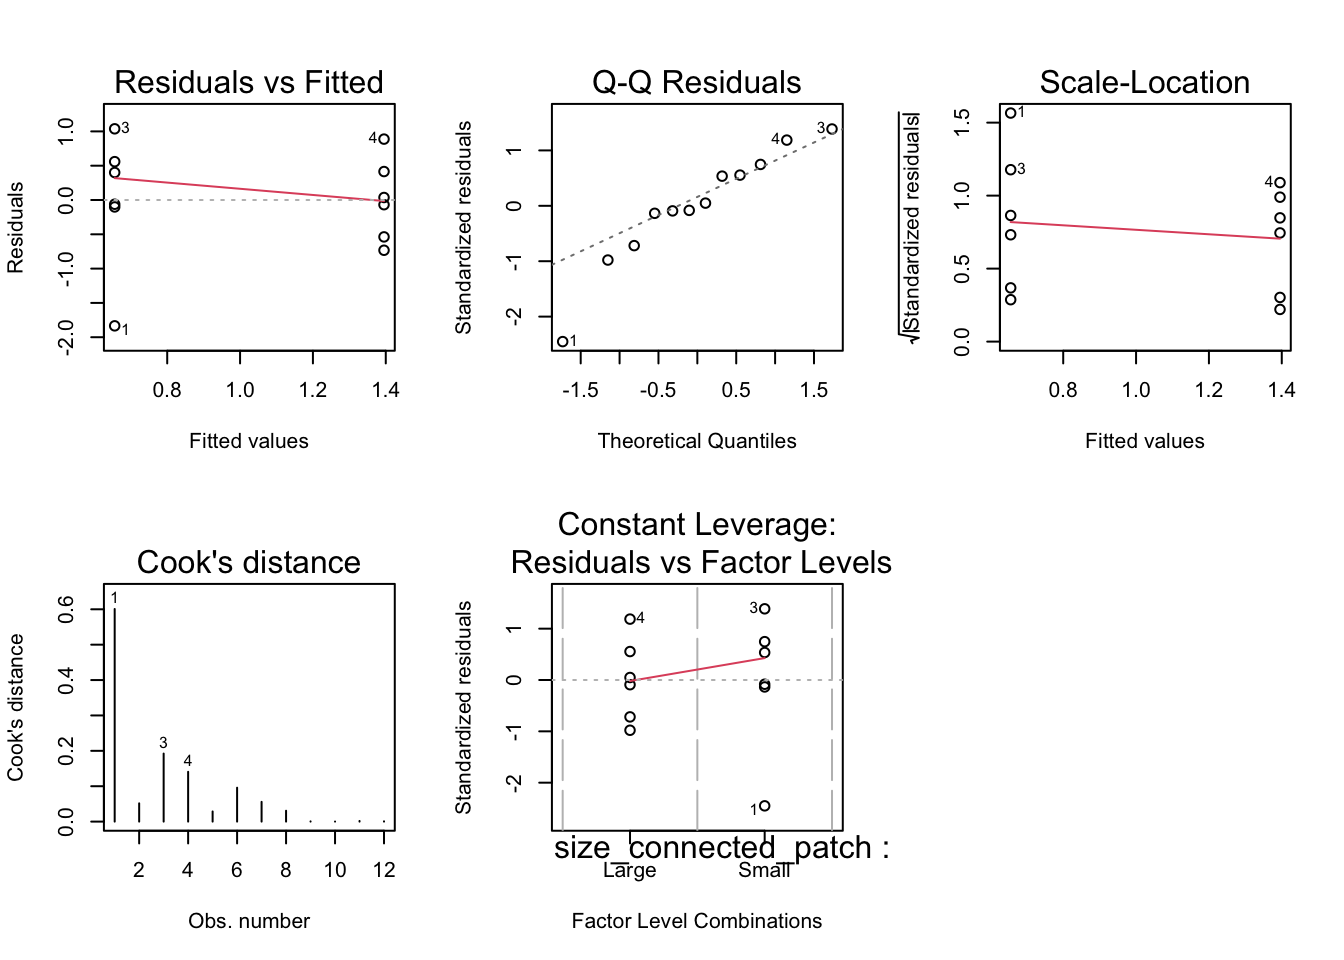 Residuals vs Fitted
Residuals
1.0
0.0
-1.0
-2.0
3
4
1
0.8 1.0 1.2 1.4
Fitted values
Q-Q Residuals
Standardized residuals
1
0
-1
-2
4
3
1
-1.5 -0.5 0.5 1.5
Theoretical Quantiles
Scale-Location
√|Standardized residuals|
1.5
1.0
0.5
0.0
1
3
4
0.8 1.0 1.2 1.4
Fitted values
Cook's distance
Cook's distance
0.6
0.4
0.2
0.0
1
3
4
2 4 6 8 10 12
Obs. number
Constant Leverage:
Residuals vs Factor Levels
Standardized residuals
1
0
-1
-2
4
3
1
size_connected_patch :
Large Small
Factor Level Combinations